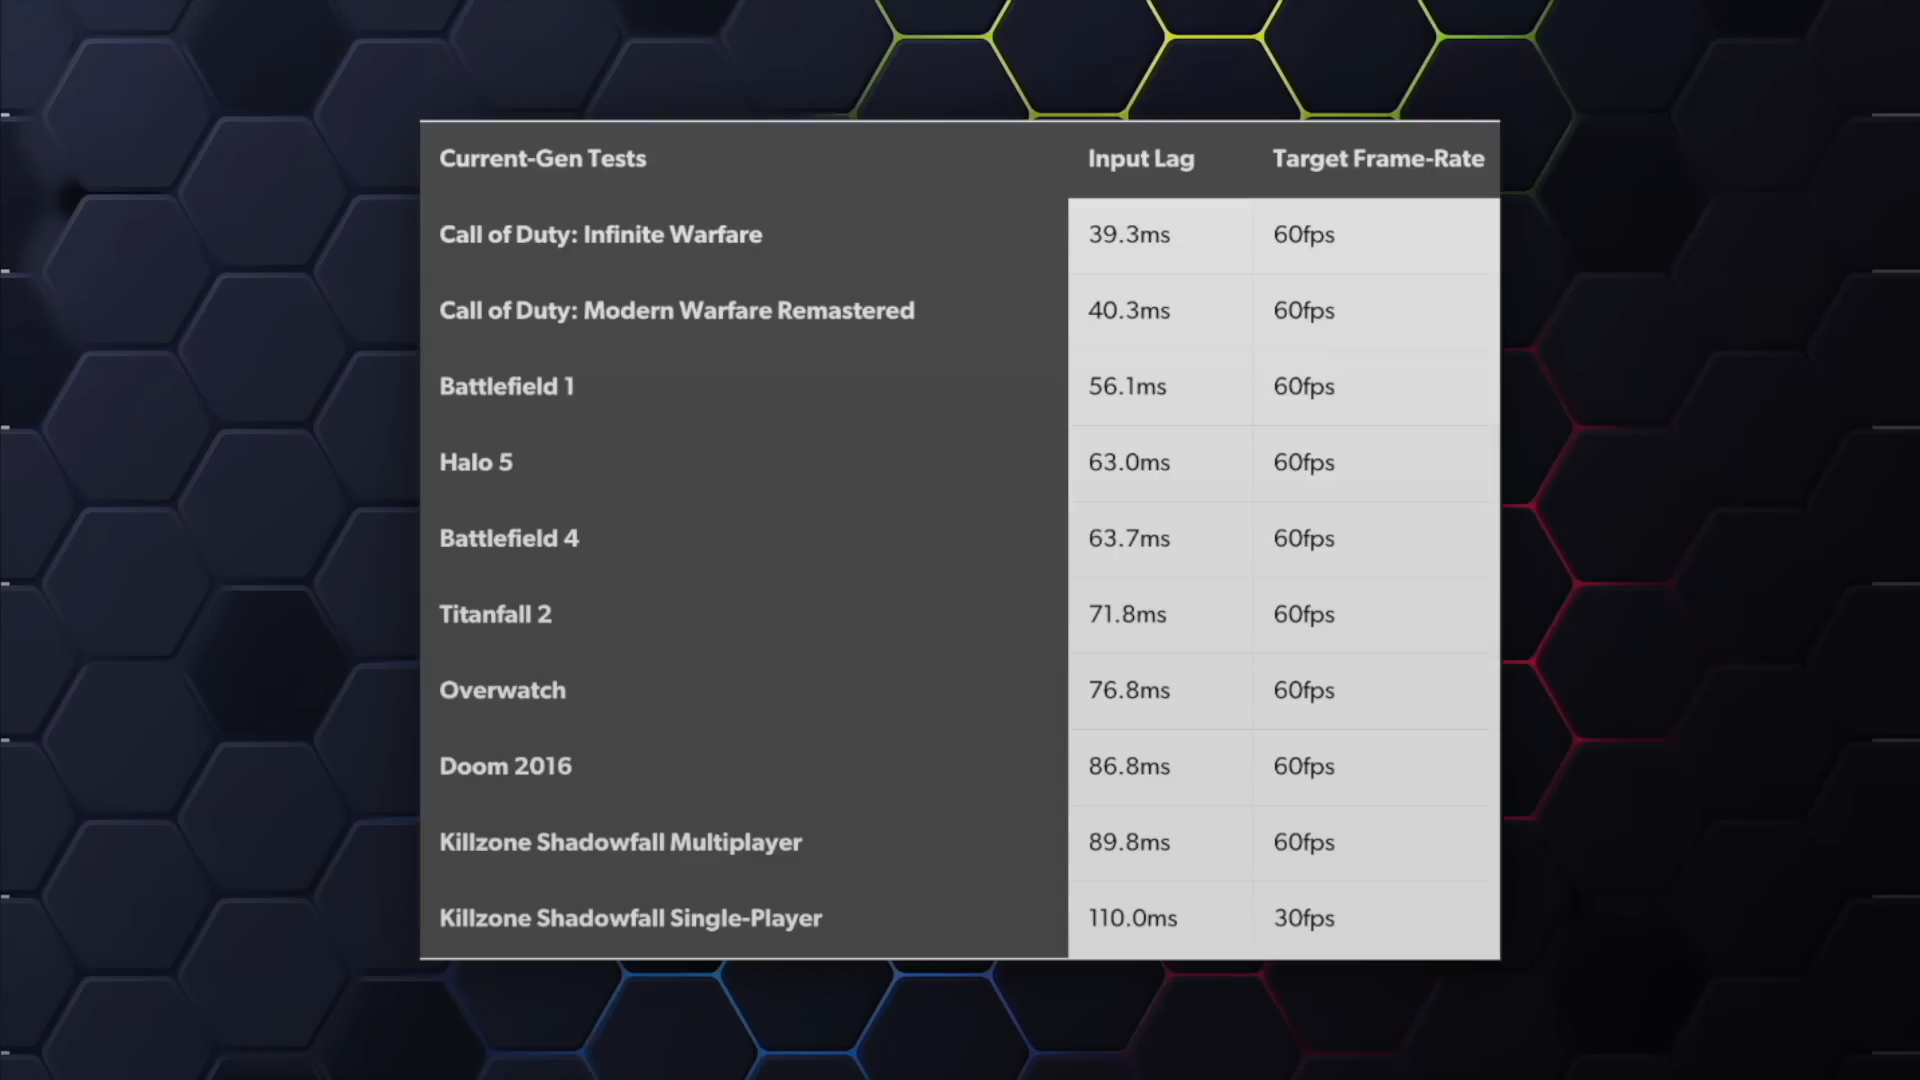 Current-Gen Tests Input Lag Target Frame-Rate
Call of Duty: Infinite Warfare 39.3ms 60fps
Call of Duty: Modern Warfare Remastered 40.3ms 60fps
Battlefield 1 56.1ms 60fps
Halo 5 63.0ms 60fps
Battlefield 4 63.7ms 60fps
Titanfall 2 71.8ms 60fps
Overwatch 76.8ms 60fps
Doom 2016 86.8ms 60fps
Killzone Shadowfall Multiplayer 89.8ms 60fps
Killzone Shadowfall Single-Player 110.0ms 30fps